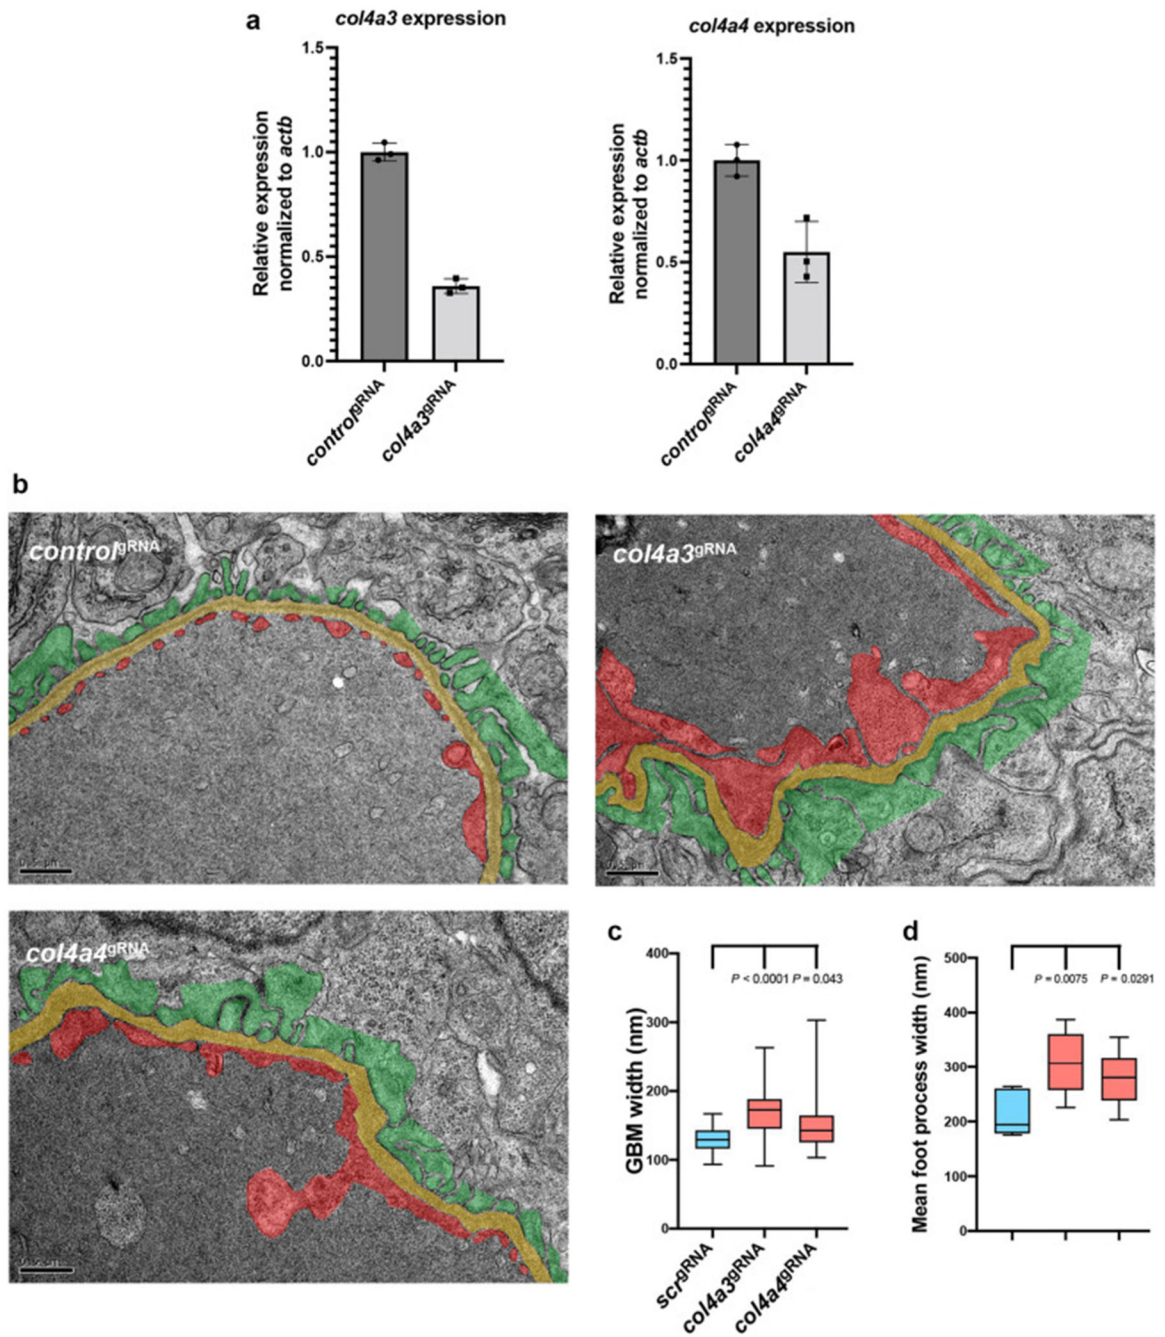 a
col4a3 expression
col4a4 expression
Relative expression
normalized to actb
1.5
1.0
0.5
0.0
controlgRNA
col4a3gRNA
Relative expression
normalized to actb
1.5
1.0
0.5
0.0
controlgRNA
col4a4gRNA
b
controlgRNA
col4a3gRNA
col4a4gRNA
c
GBM width (nm)
400
300
200
100
0
P < 0.0001
P = 0.043
scrgRNA
col4a3gRNA
col4a4gRNA
d
Mean foot process width (nm)
500
400
300
200
100
0
P = 0.0075
P = 0.0291